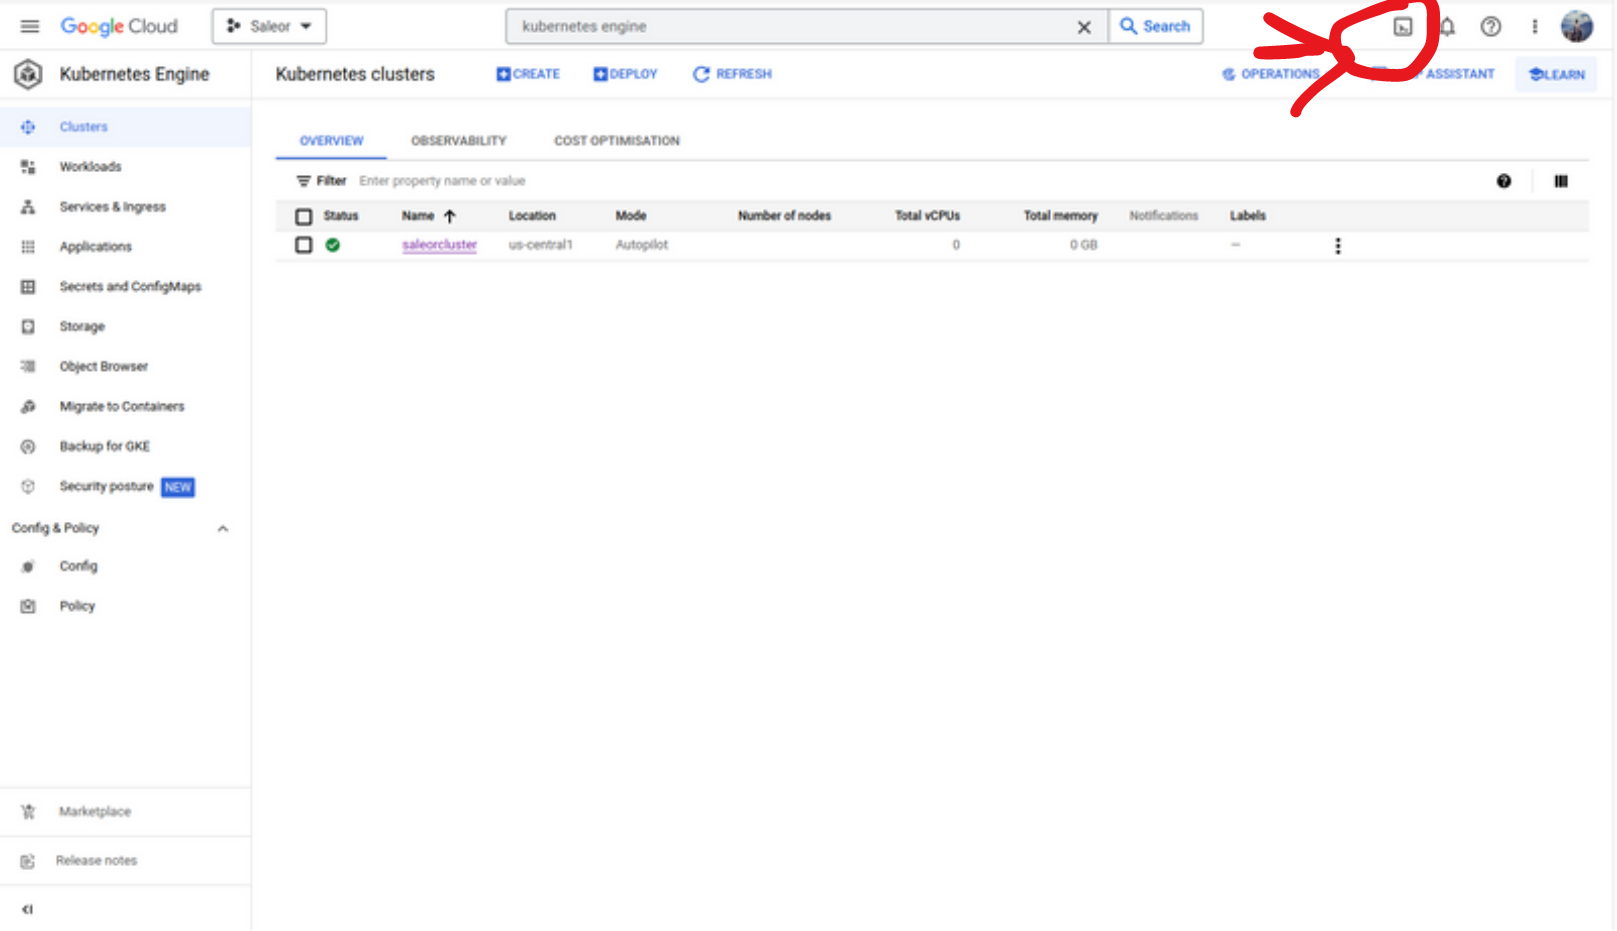 Google Cloud Saleor kubernetes engine Search
Kubernetes Engine Kubernetes clusters CREATE DEPLOY REFRESH OPERATIONS ASSISTANT LEARN
Clusters
OVERVIEW OBSERVABILITY COST OPTIMISATION
Workloads
Filter Enter property name or value
Services & Ingress
Status Name Location Mode Number of nodes Total vCPUs Total memory Notifications Labels
Applications
saleorcluster us-central1 Autopilot 0 0 GB –
Secrets and ConfigMaps
Storage
Object Browser
Migrate to Containers
Backup for GKE
Security posture NEW
Config & Policy
Config
Policy
Marketplace
Release notes